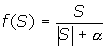 f(S) = S / (|S| + α)